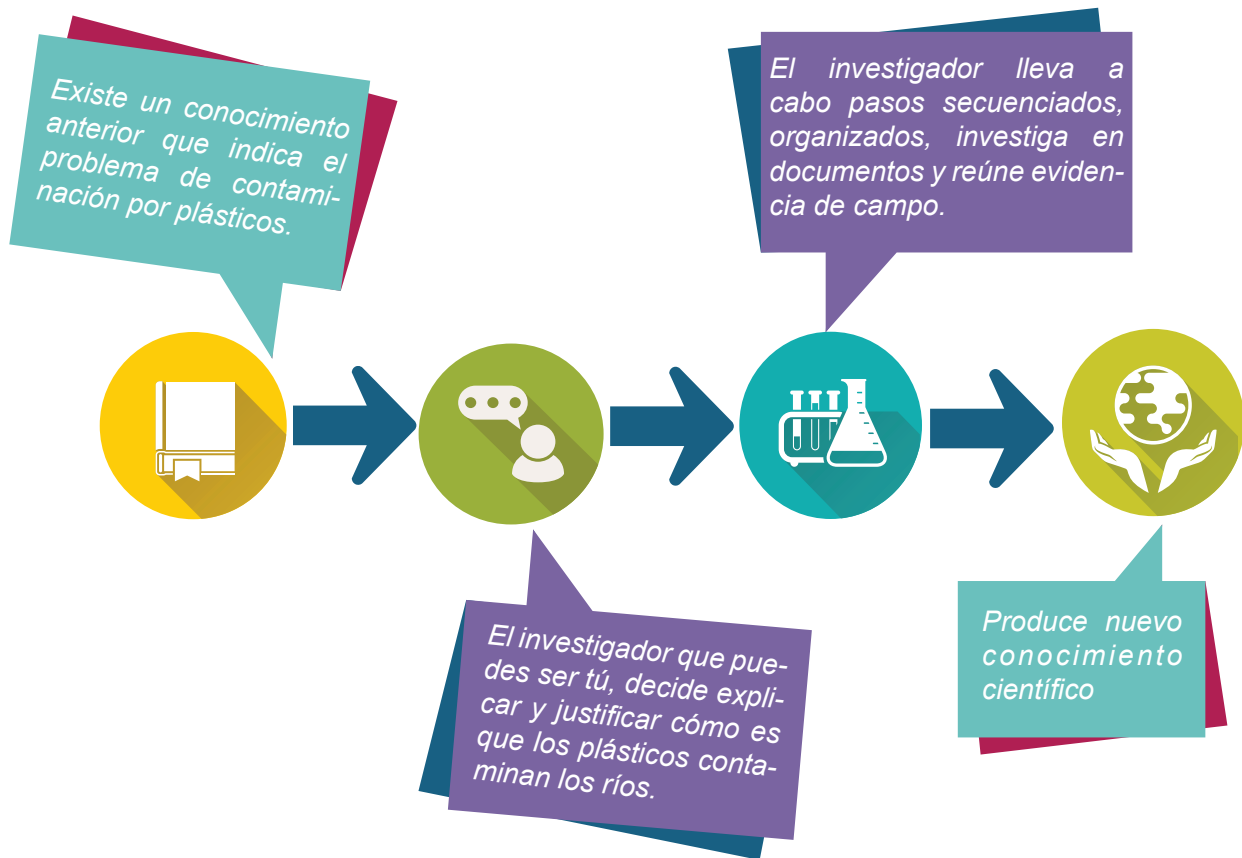 Existe un conocimiento
anterior que indica el
problema de contami-
nación por plásticos.
El investigador que pue-
des ser tú, decide expli-
car y justificar cómo es
que los plásticos conta-
minan los ríos.
El investigador lleva a
cabo pasos secuenciados,
organizados, investiga en
documentos y reúne eviden-
cia de campo.
Produce nuevo
conocimiento
científico